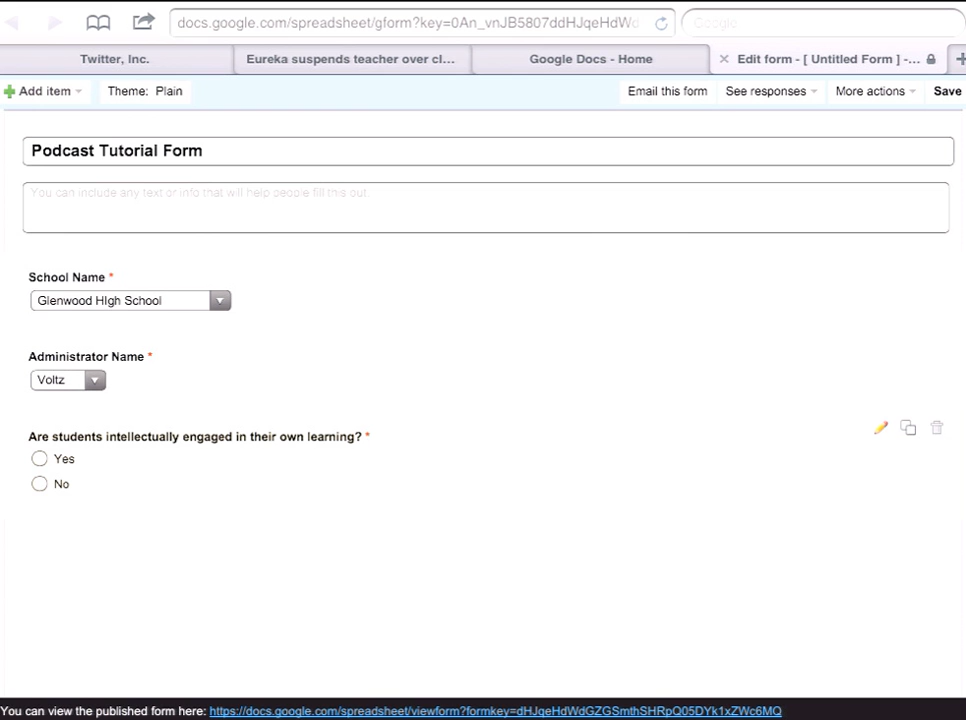 docs.google.com/spreadsheet/gform?key=0An_vnJB5807ddHJqeHdWd
Google
Twitter, Inc.
Eureka suspends teacher over cl...
Google Docs - Home
Edit form - [ Untitled Form ] -...
Add item
Theme: Plain
Email this form
See responses
More actions
Save
Podcast Tutorial Form
You can include any text or info that will help people fill this out.
School Name *
Glenwood HIgh School
Administrator Name *
Voltz
Are students intellectually engaged in their own learning? *
Yes
No
You can view the published form here: https://docs.google.com/spreadsheet/viewform?formkey=dHJqeHdWdGZGSmthSHRpQ05DYk1xZWc6MQ